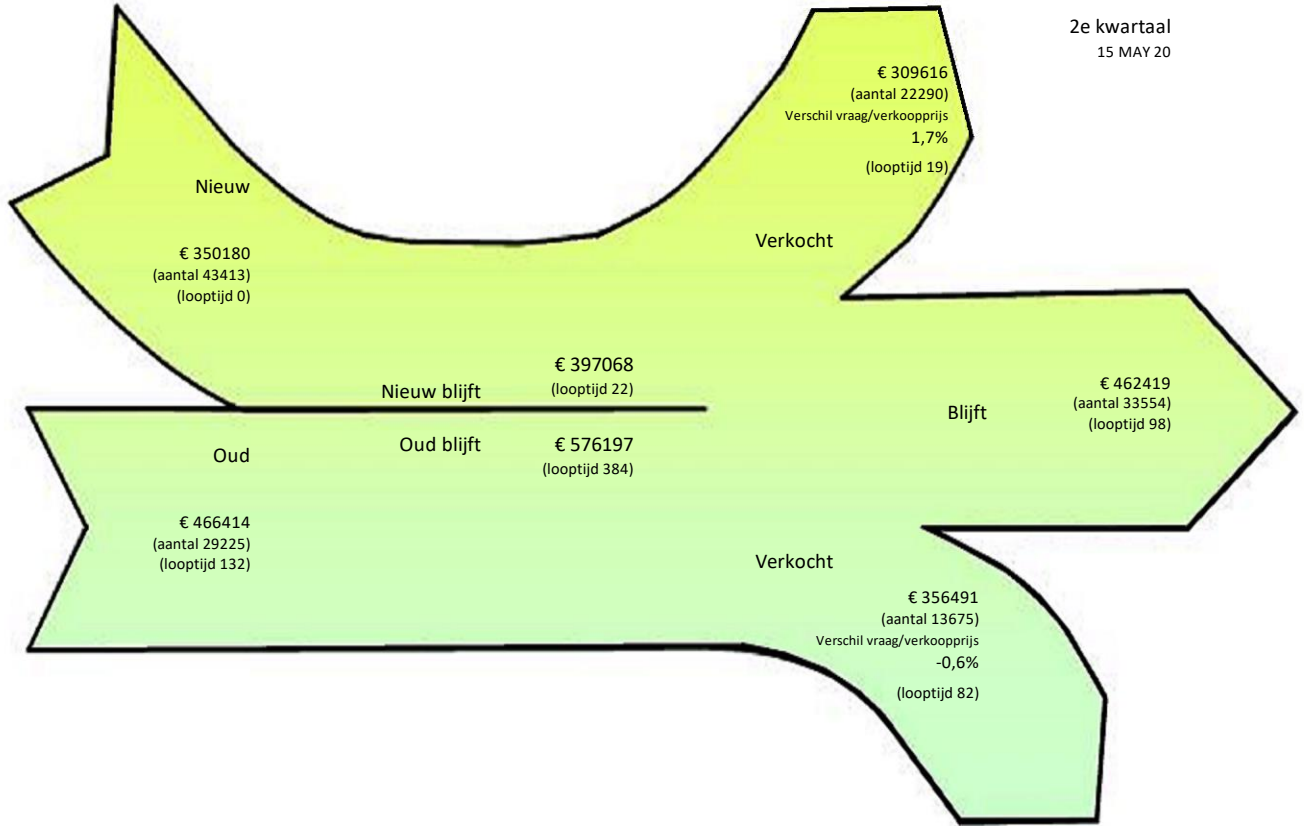 2e kwartaal
15 MAY 20
€ 309616
(aantal 22290)
Verschil vraag/verkoopprijs
1,7%
(looptijd 19)
Verkocht
Nieuw
€ 350180
(aantal 43413)
(looptijd 0)
Nieuw blijft
€ 397068
(looptijd 22)
Oud blijft
€ 576197
(looptijd 384)
Blijft
€ 462419
(aantal 33554)
(looptijd 98)
Oud
€ 466414
(aantal 29225)
(looptijd 132)
Verkocht
€ 356491
(aantal 13675)
Verschil vraag/verkoopprijs
-0,6%
(looptijd 82)